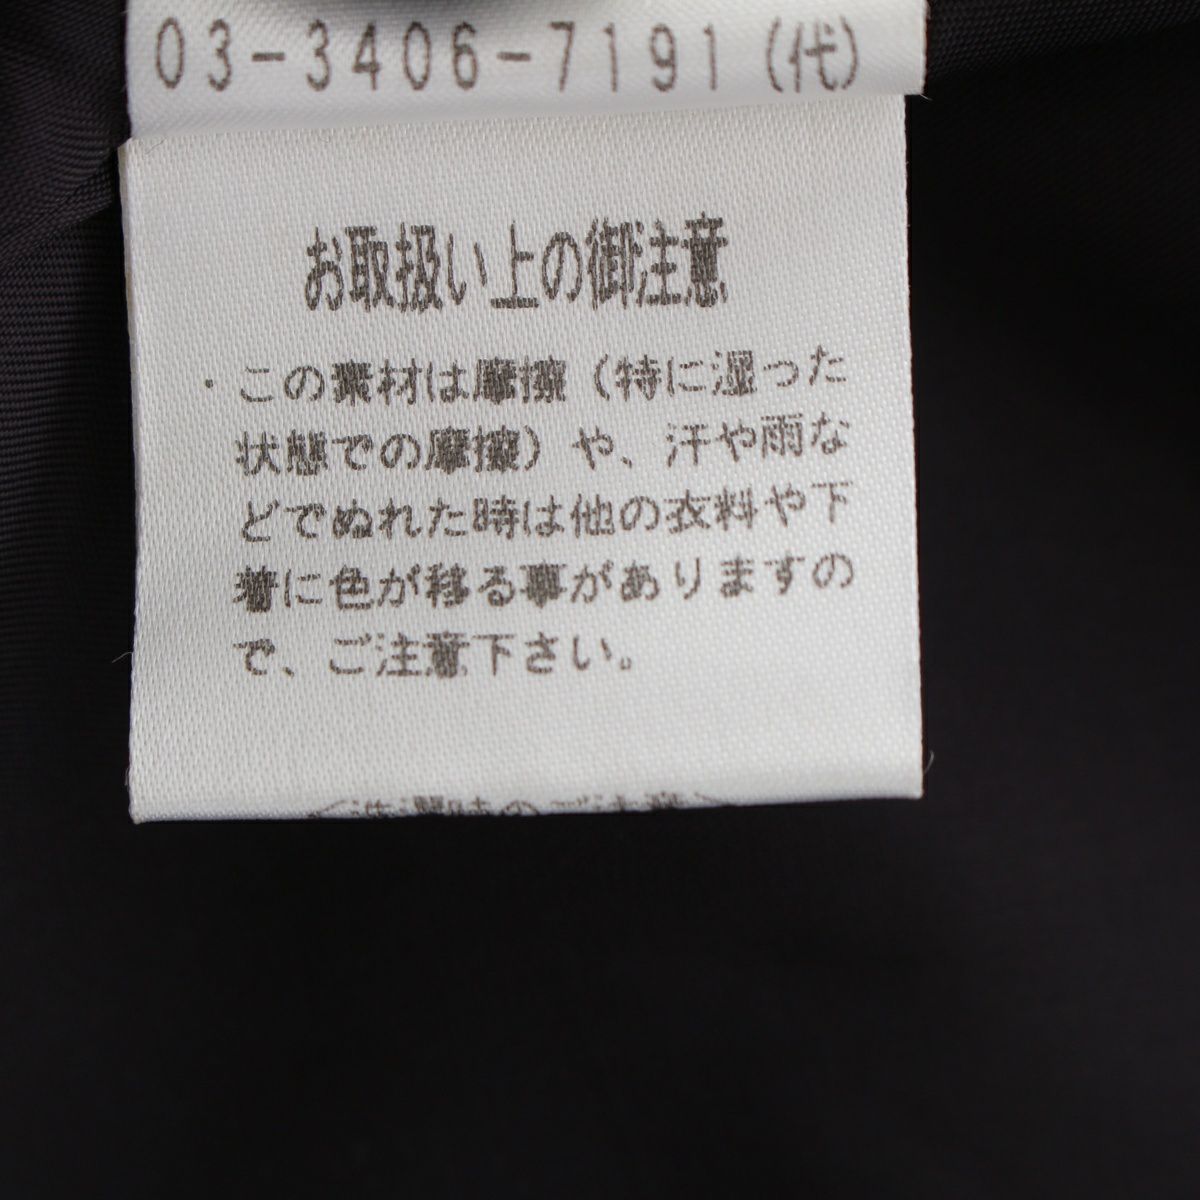 03-3406-7191(代)
お取扱い上の御注意
・この素材は摩擦（特に湿った
状態での摩擦）や、汗や雨な
どでぬれた時は他の衣料や下
着に色が移る事がありますの
で、ご注意下さい。